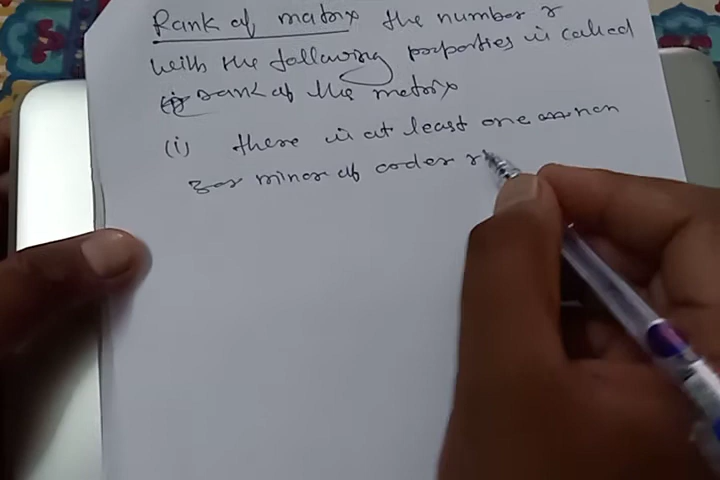 Rank of matrix the number r
with the following properties is called
rank of the matrix
(i) there is at least one non
zer minor of order r